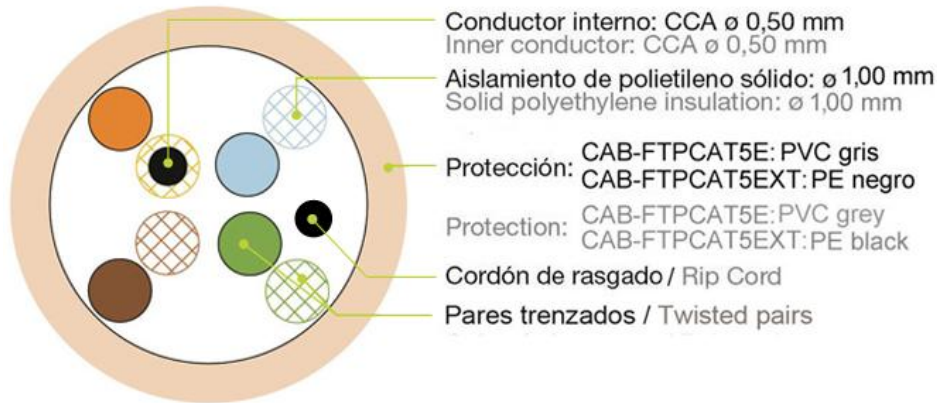 Conductor interno: CCA ø 0,50 mm
Inner conductor: CCA ø 0,50 mm
Aislamiento de polietileno sólido: ø 1,00 mm
Solid polyethylene insulation: ø 1,00 mm
Protección: CAB-FTPCAT5E: PVC gris
CAB-FTPCAT5EXT: PE negro
Protection: CAB-FTPCAT5E: PVC grey
CAB-FTPCAT5EXT: PE black
Cordón de rasgado / Rip Cord
Pares trenzados / Twisted pairs